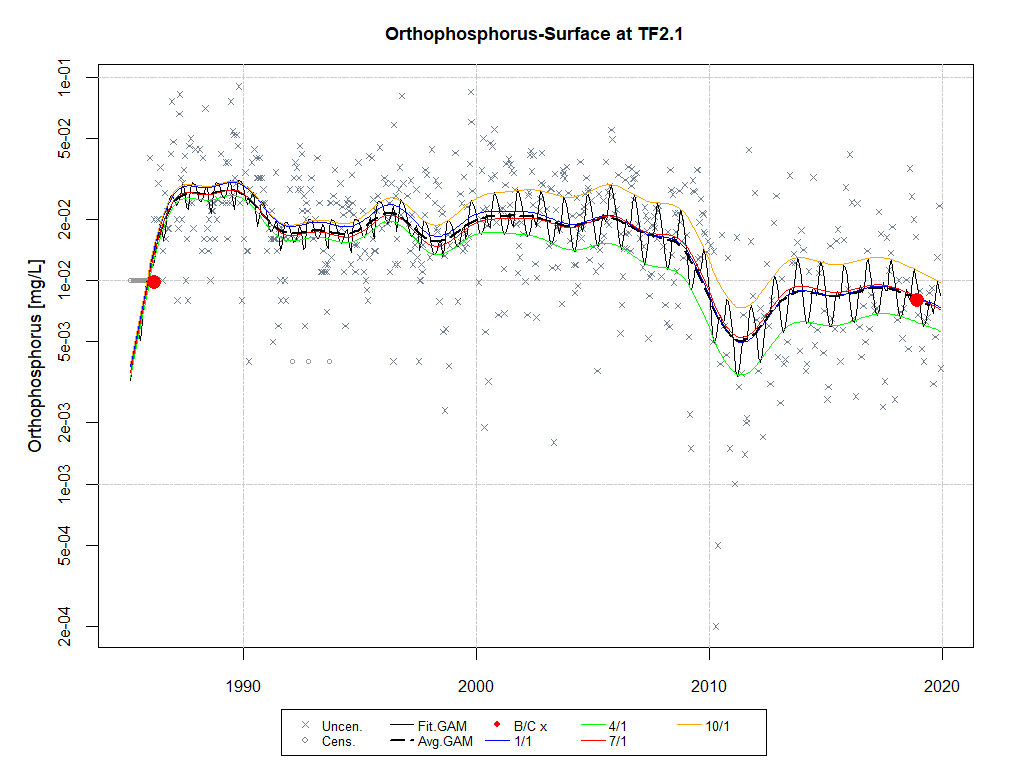 Orthophosphorus-Surface at TF2.1
Orthophosphorus [mg/L]
1e-01
5e-02
2e-02
1e-02
5e-03
2e-03
1e-03
5e-04
2e-04
1990 2000 2010 2020
Uncen. Fit.GAM B/C x 4/1 10/1
Cens. Avg.GAM 1/1 7/1